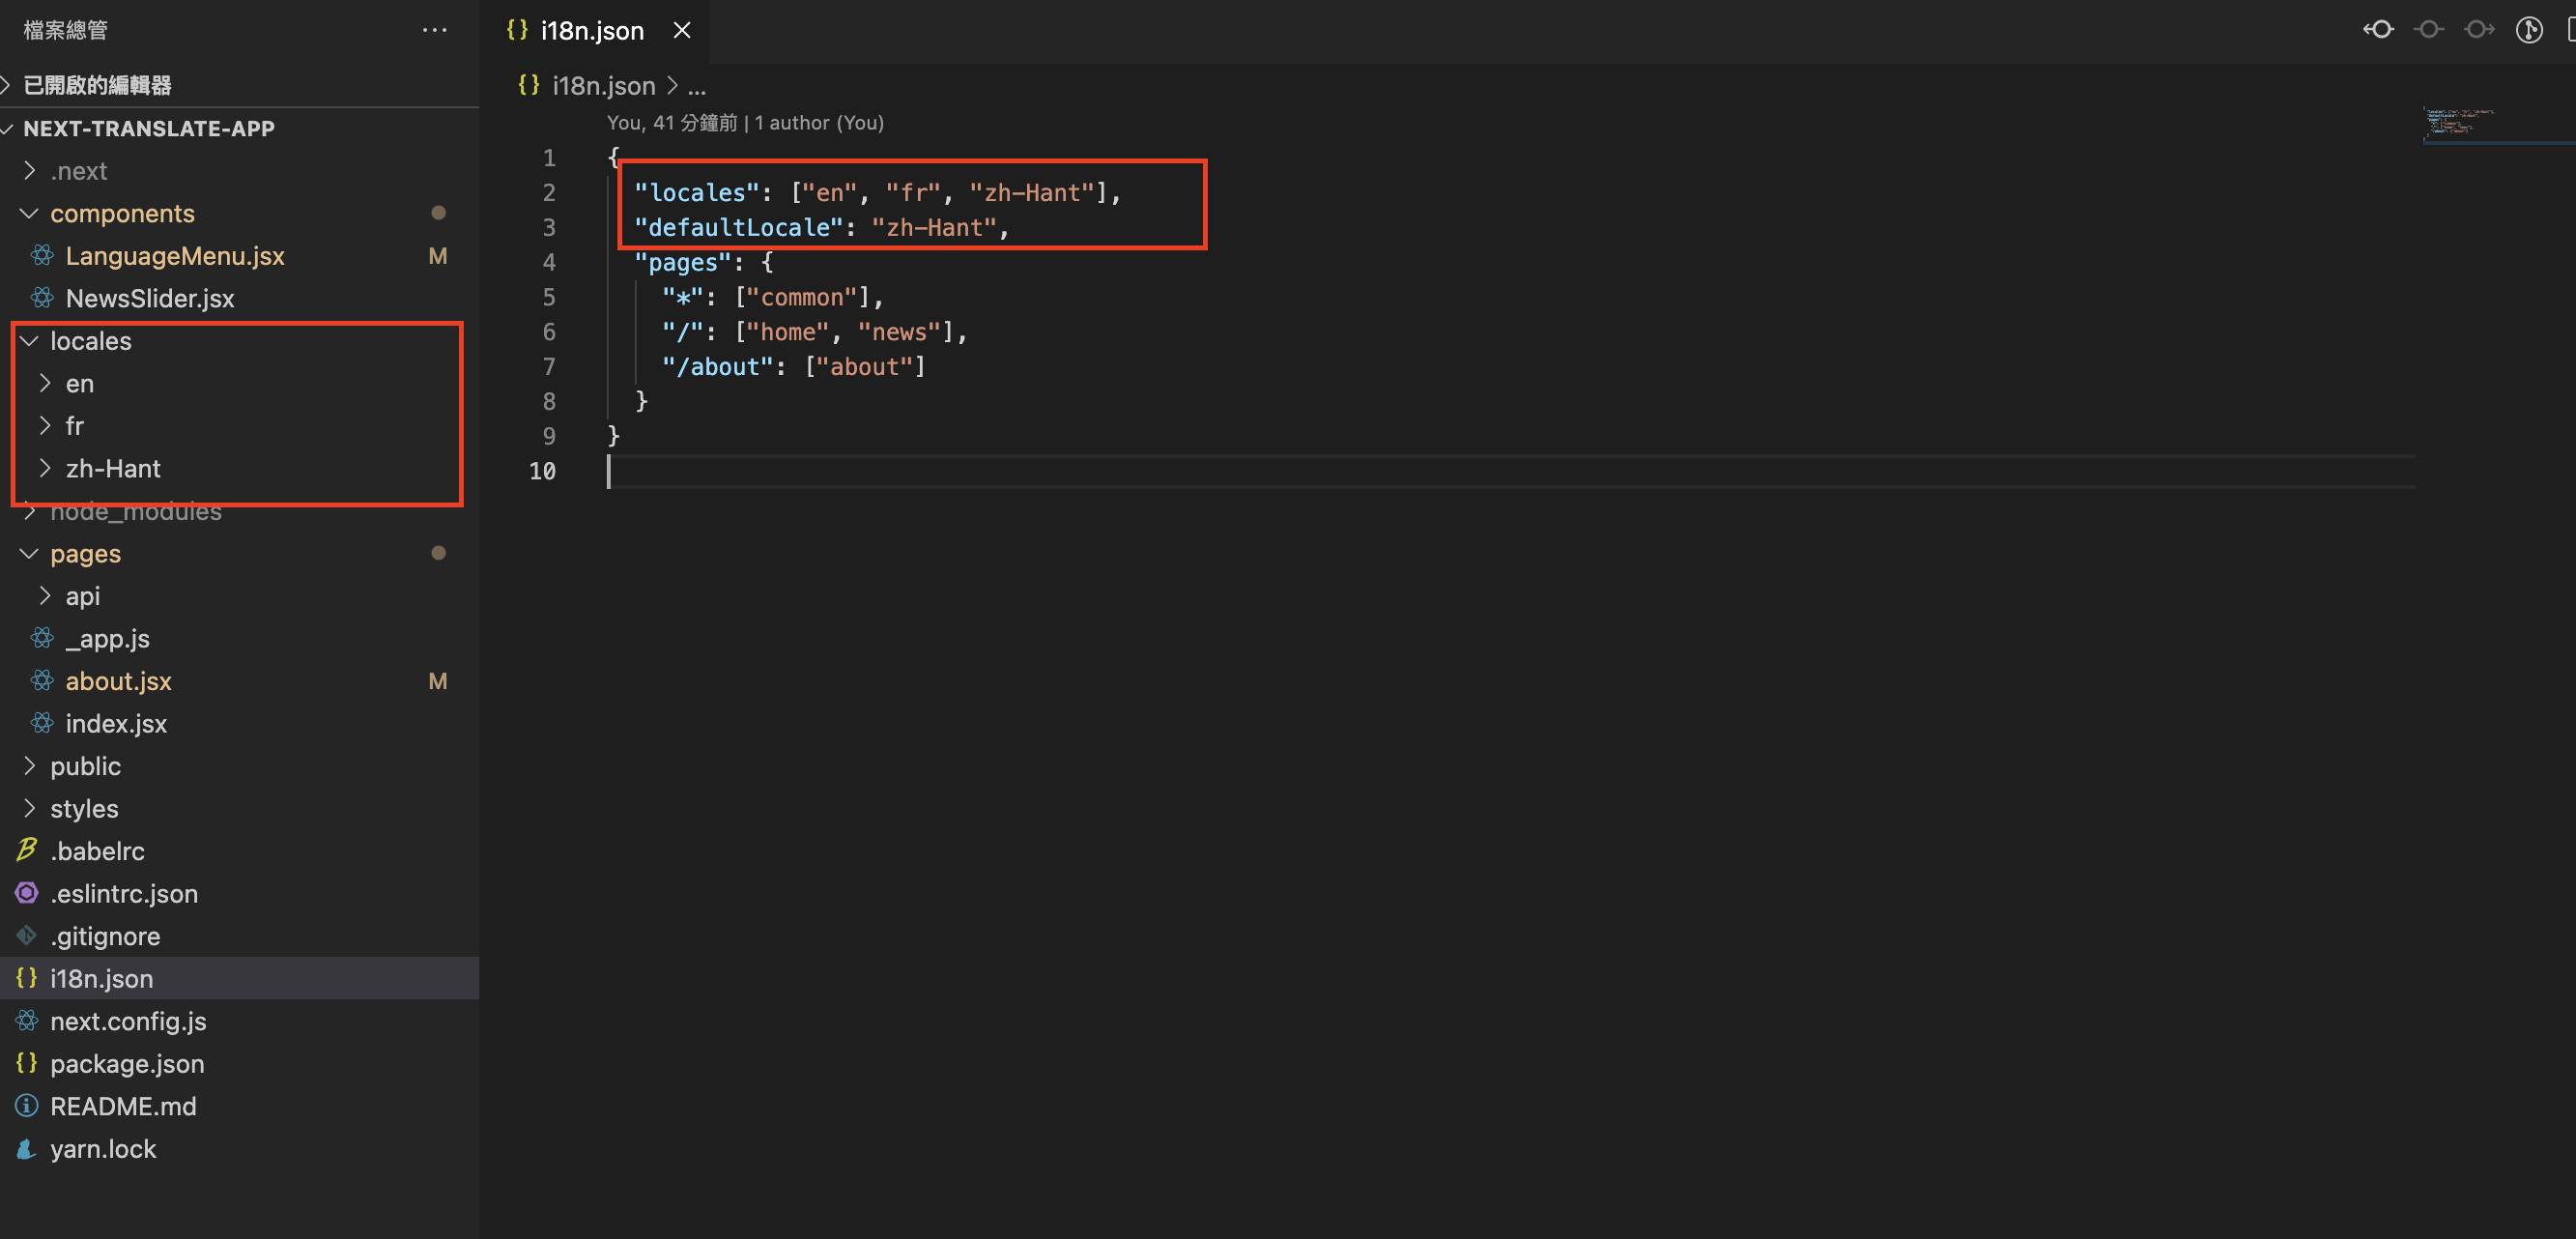 檔案總管
已開啟的編輯器
NEXT-TRANSLATE-APP
.next
components
LanguageMenu.jsx M
NewsSlider.jsx
locales
en
fr
zh-Hant
node_modules
pages
api
_app.js
about.jsx M
index.jsx
public
styles
.babelrc
.eslintrc.json
.gitignore
i18n.json
next.config.js
package.json
README.md
yarn.lock
{} i18n.json
{} i18n.json > ...
You, 41 分鐘前 | 1 author (You)
1 {
2 "locales": ["en", "fr", "zh-Hant"],
3 "defaultLocale": "zh-Hant",
4 "pages": {
5 "*": ["common"],
6 "/": ["home", "news"],
7 "/about": ["about"]
8 }
9 }
10